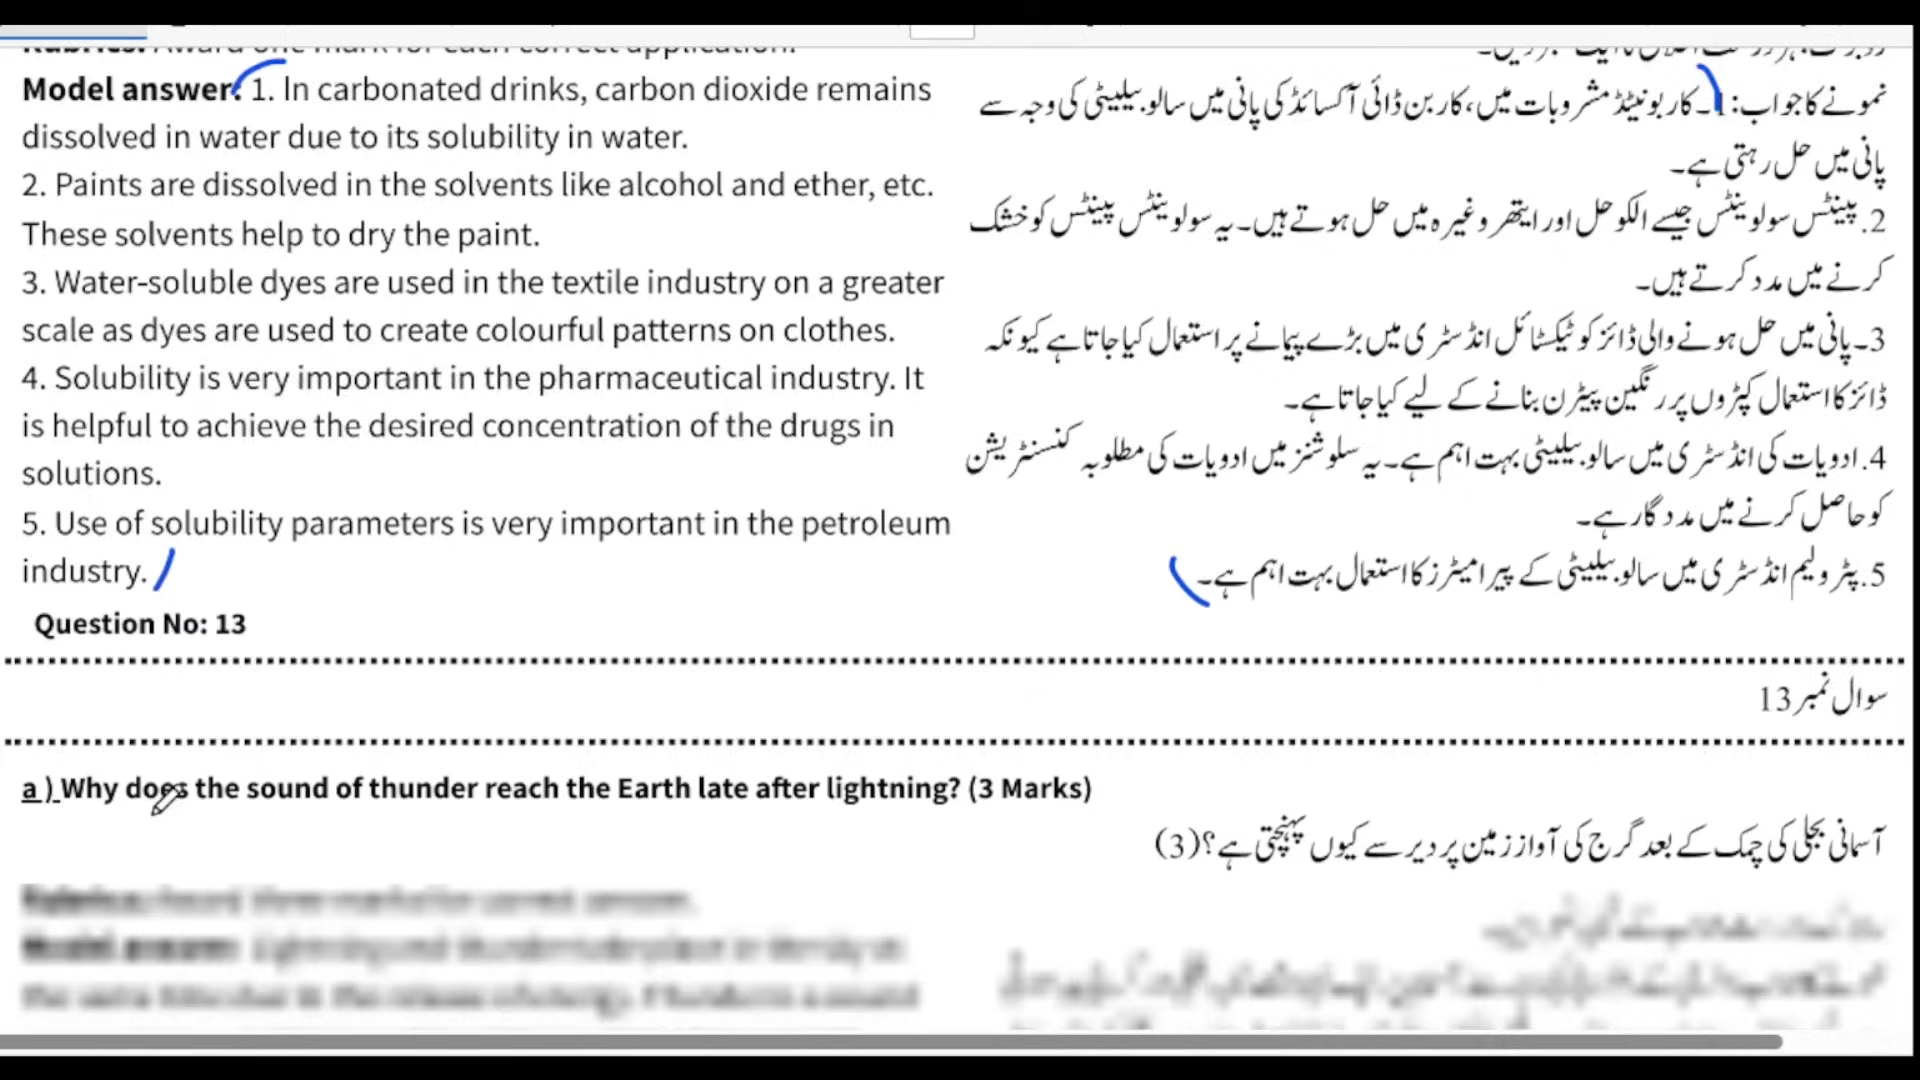 Model answer: 1. In carbonated drinks, carbon dioxide remains
dissolved in water due to its solubility in water.
2. Paints are dissolved in the solvents like alcohol and ether, etc.
These solvents help to dry the paint.
3. Water-soluble dyes are used in the textile industry on a greater
scale as dyes are used to create colourful patterns on clothes.
4. Solubility is very important in the pharmaceutical industry. It
is helpful to achieve the desired concentration of the drugs in
solutions.
5. Use of solubility parameters is very important in the petroleum
industry.
نمونے کا جواب: 1۔ کاربونیٹڈ مشروبات میں، کاربن ڈائی آکسائڈ کی پانی میں سالوبیلیٹی کی وجہ سے
پانی میں حل رہتی ہے۔
2. پینٹس سولوینٹس جیسے الکوحل اور ایتھر وغیرہ میں حل ہوتے ہیں۔ یہ سولوینٹس پینٹس کو خشک
کرنے میں مدد کرتے ہیں۔
3۔ پانی میں حل ہونے والی ڈائز کو ٹیکسٹائل انڈسٹری میں بڑے پیمانے پر استعمال کیا جاتا ہے کیونکہ
ڈائز کا استعمال کپڑوں پر رنگین پیٹرن بنانے کے لیے کیا جاتا ہے۔
4. ادویات کی انڈسٹری میں سالوبیلیٹی بہت اہم ہے۔ یہ سلوشنز میں ادویات کی مطلوبہ کنسنٹریشن
کو حاصل کرنے میں مددگار ہے۔
5. پٹرولیم انڈسٹری میں سالوبیلیٹی کے پیرامیٹرز کا استعمال بہت اہم ہے۔
Question No: 13
سوال نمبر 13
a ) Why does the sound of thunder reach the Earth late after lightning? (3 Marks)
آسمانی بجلی کی چمک کے بعد گرج کی آواز زمین پر دیر سے کیوں پہنچتی ہے؟ (3)